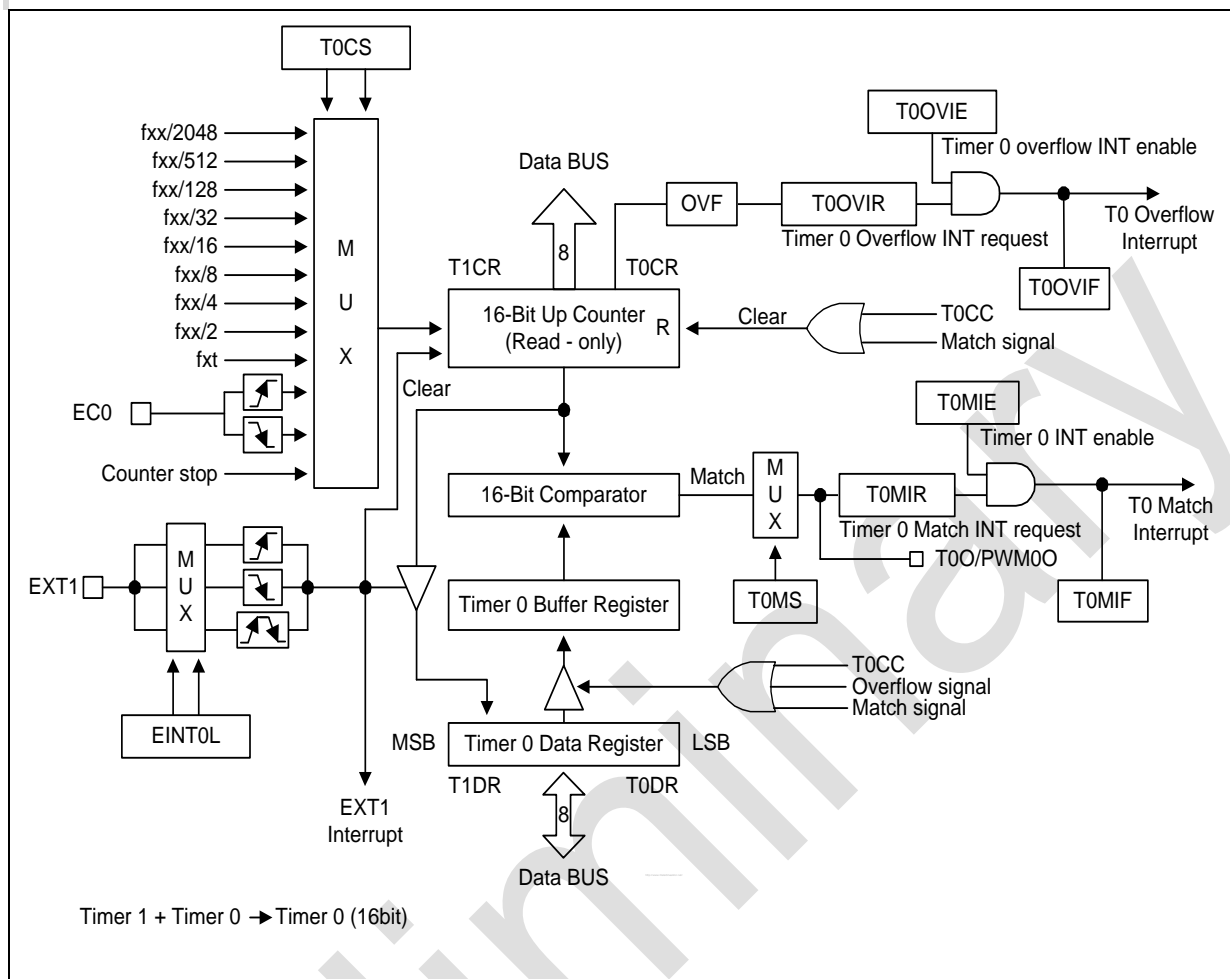 T0CS
fxx/2048
fxx/512
fxx/128
fxx/32
fxx/16
fxx/8
fxx/4
fxx/2
fxt
EC0
Counter stop
M
U
X
Data BUS
8
T1CR
T0CR
16-Bit Up Counter
(Read - only)
R
Clear
OVF
T0OVIR
Timer 0 Overflow INT request
T0OVIE
Timer 0 overflow INT enable
T0 Overflow
Interrupt
T0OVIF
Clear
T0CC
Match signal
16-Bit Comparator
Match
M
U
X
T0MS
T0MIE
Timer 0 INT enable
T0MIR
Timer 0 Match INT request
T0 Match
Interrupt
T0O/PWM0O
T0MIF
EXT1
M
U
X
EINT0L
EXT1
Interrupt
Timer 0 Buffer Register
T0CC
Overflow signal
Match signal
MSB
Timer 0 Data Register
LSB
T1DR
T0DR
8
Data BUS
Timer 1 + Timer 0 → Timer 0 (16bit)